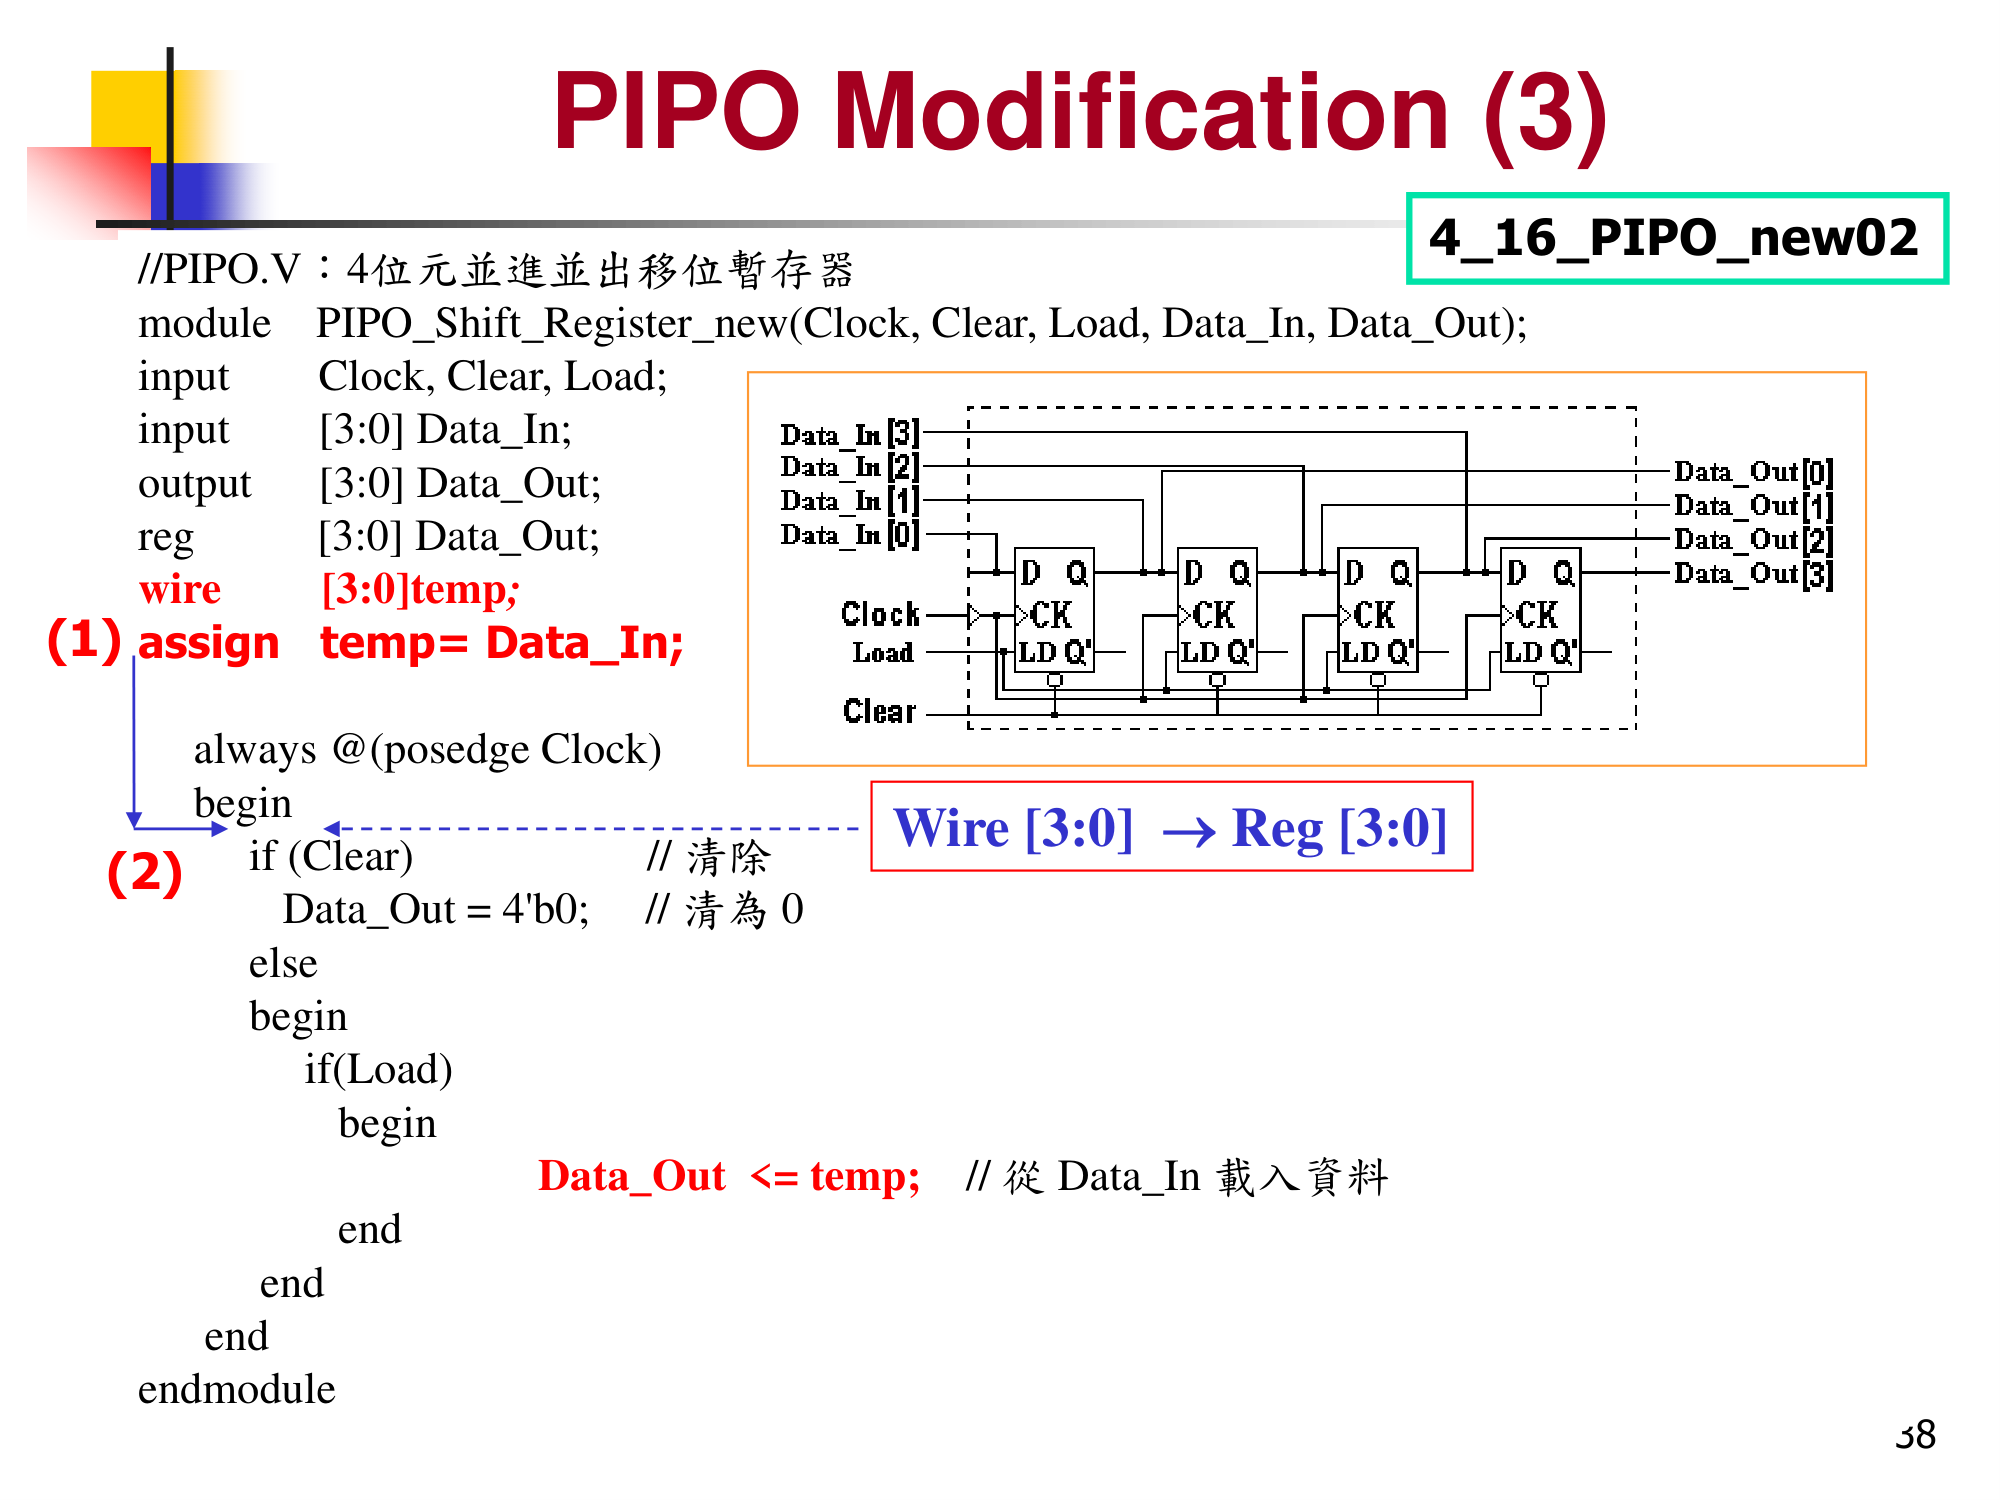 PIPO Modification (3)
4_16_PIPO_new02
//PIPO.V：4位元並進並出移位暫存器
module PIPO_Shift_Register_new(Clock, Clear, Load, Data_In, Data_Out);
input Clock, Clear, Load;
input [3:0] Data_In;
output [3:0] Data_Out;
reg [3:0] Data_Out;
wire [3:0]temp;
(1) assign temp= Data_In;
Data_In[3]
Data_In[2]
Data_In[1]
Data_In[0]
Data_Out[0]
Data_Out[1]
Data_Out[2]
Data_Out[3]
D Q D Q D Q D Q
Clock CK CK CK CK
Load LD Q' LD Q' LD Q' LD Q'
Clear
always @(posedge Clock)
begin
Wire [3:0] → Reg [3:0]
(2)
if (Clear) // 清除
Data_Out = 4'b0; // 清為 0
else
begin
if(Load)
begin
Data_Out <= temp; // 從 Data_In 載入資料
end
end
end
endmodule
38